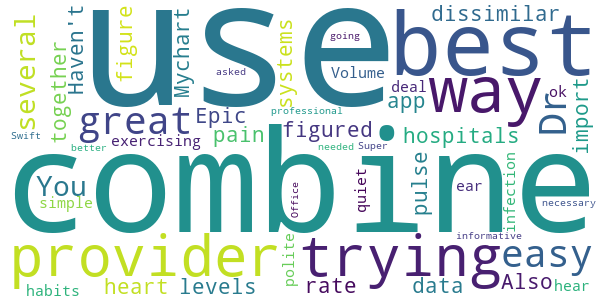 use
combine
best
way
trying
provider
great
easy
Dr
You
several
together
Haven't
figure
Mychart
systems
dissimilar
going
asked
Volume
app
deal
ok
import
Epic
professional
Swift
better
exercising
pain
figured
needed
Super
hospitals
simple
Office
quiet
pulse
ear
infection
necessary
polite
informative
habits
heart
levels
rate
data
Also
hear